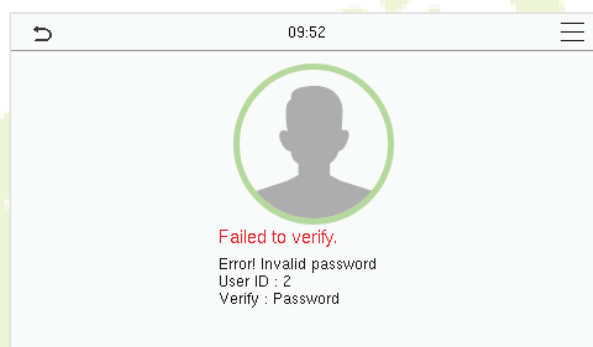 09:52
Failed to verify.
Error! Invalid password
User ID : 2
Verify : Password